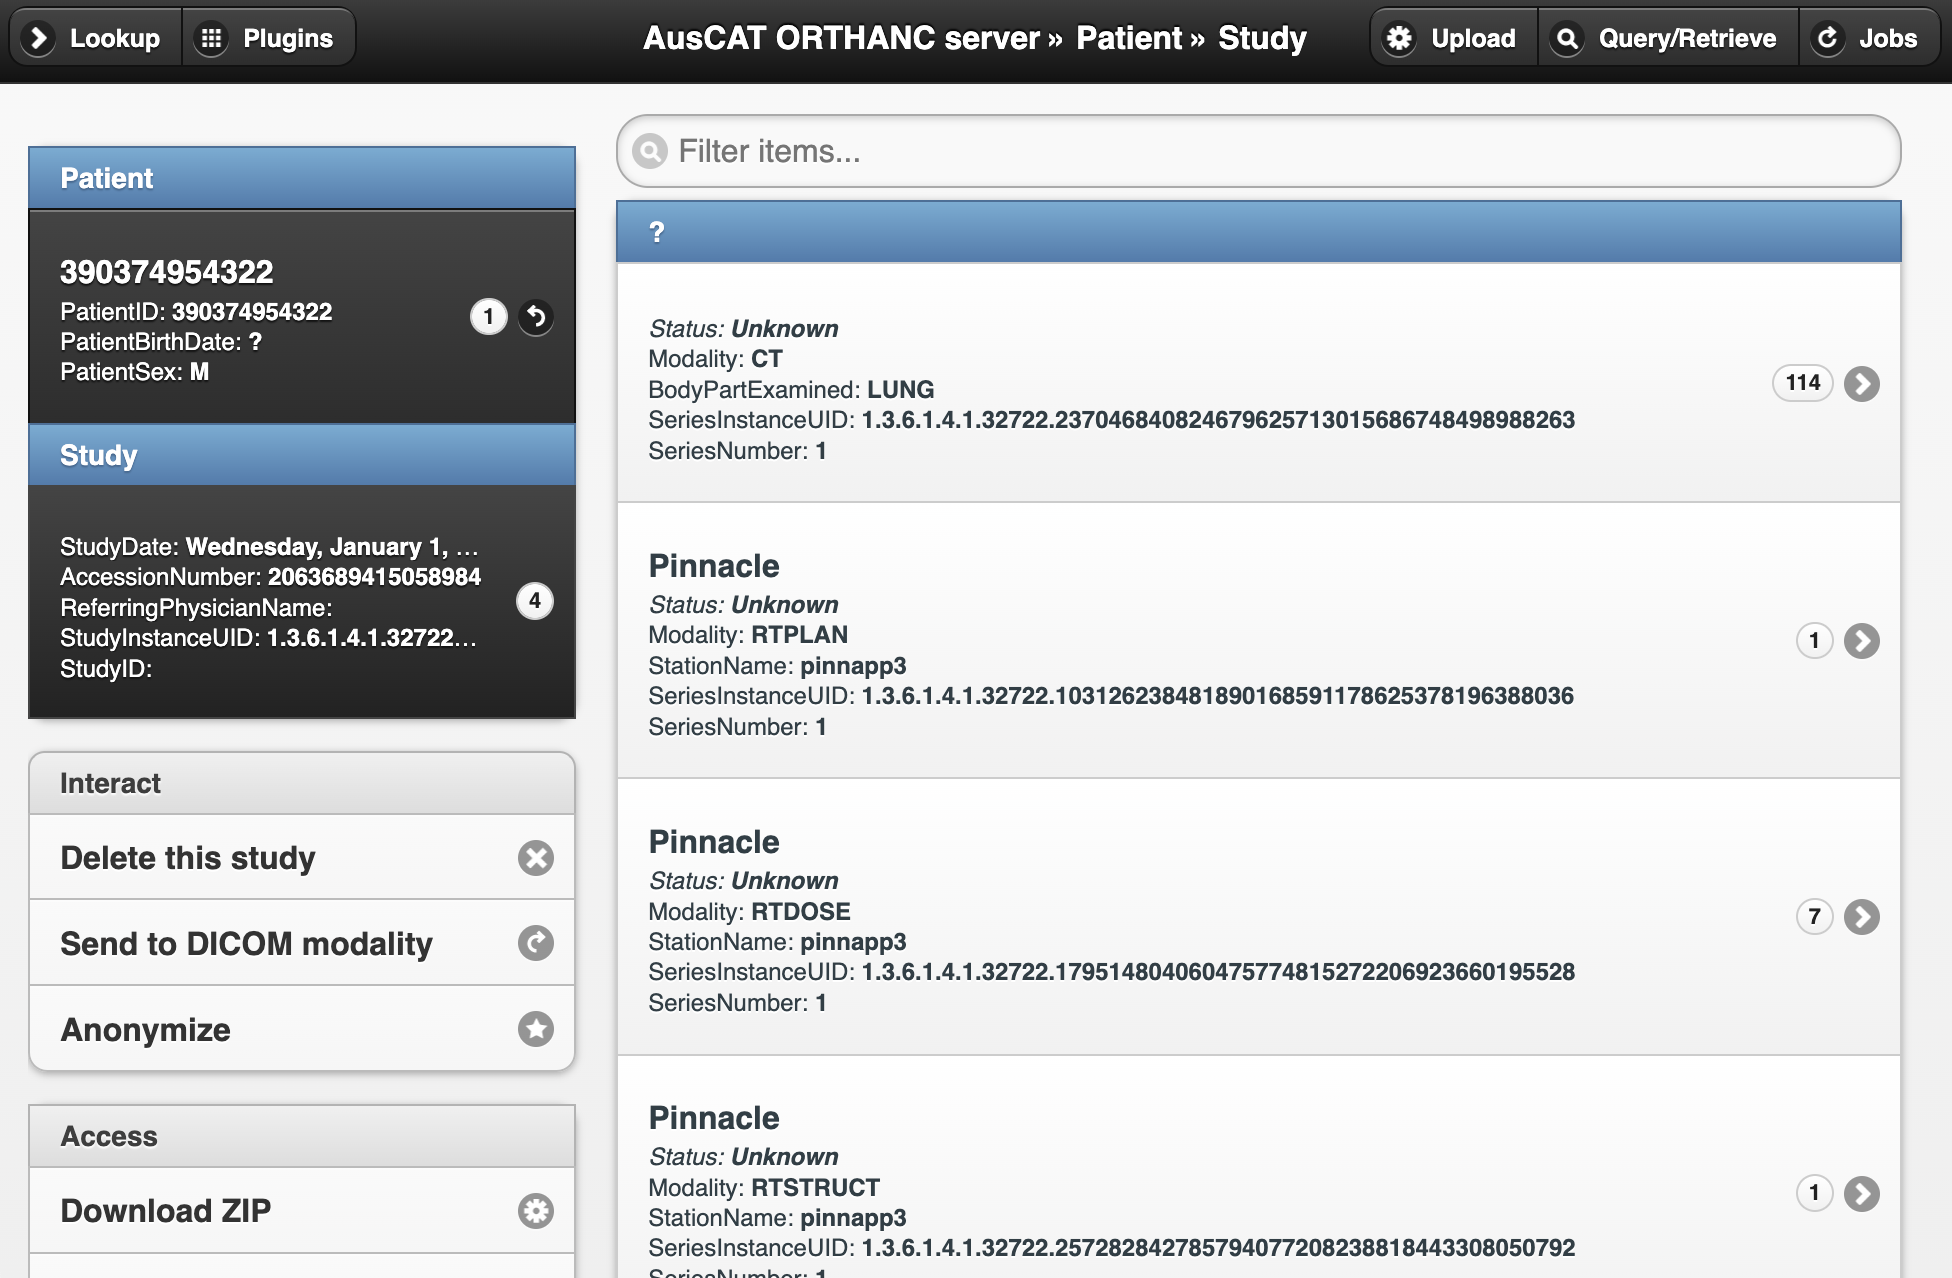 Lookup
Plugins
AusCAT ORTHANC server » Patient » Study
Upload
Query/Retrieve
Jobs
Patient
390374954322
PatientID: 390374954322
PatientBirthDate: ?
PatientSex: M
1
Study
StudyDate: Wednesday, January 1, ...
AccessionNumber: 2063689415058984
ReferringPhysicianName:
StudyInstanceUID: 1.3.6.1.4.1.32722...
StudyID:
4
Interact
Delete this study
Send to DICOM modality
Anonymize
Access
Download ZIP
Filter items...
?
Status: Unknown
Modality: CT
BodyPartExamined: LUNG
SeriesInstanceUID: 1.3.6.1.4.1.32722.237046840824679625713015686748498988263
SeriesNumber: 1
114
Pinnacle
Status: Unknown
Modality: RTPLAN
StationName: pinnapp3
SeriesInstanceUID: 1.3.6.1.4.1.32722.103126238481890168591178625378196388036
SeriesNumber: 1
1
Pinnacle
Status: Unknown
Modality: RTDOSE
StationName: pinnapp3
SeriesInstanceUID: 1.3.6.1.4.1.32722.179514804060475774815272206923660195528
SeriesNumber: 1
7
Pinnacle
Status: Unknown
Modality: RTSTRUCT
StationName: pinnapp3
SeriesInstanceUID: 1.3.6.1.4.1.32722.257282842785794077208238818443308050792
SeriesNumber: 1
1